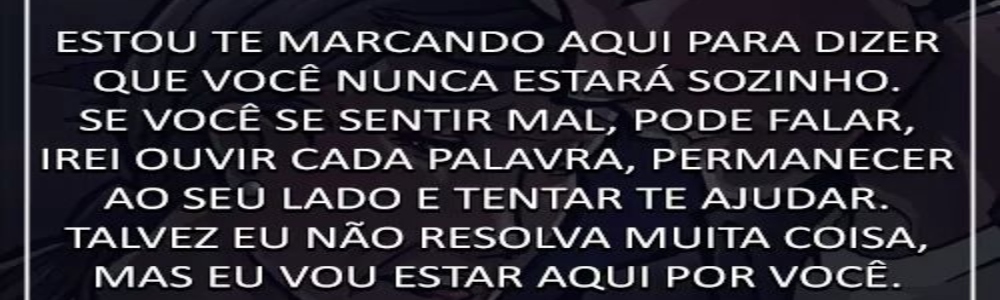 ESTOU TE MARCANDO AQUI PARA DIZER
QUE VOCÊ NUNCA ESTARÁ SOZINHO.
SE VOCÊ SE SENTIR MAL, PODE FALAR,
IREI OUVIR CADA PALAVRA, PERMANECER
AO SEU LADO E TENTAR TE AJUDAR.
TALVEZ EU NÃO RESOLVA MUITA COISA,
MAS EU VOU ESTAR AQUI POR VOCÊ.